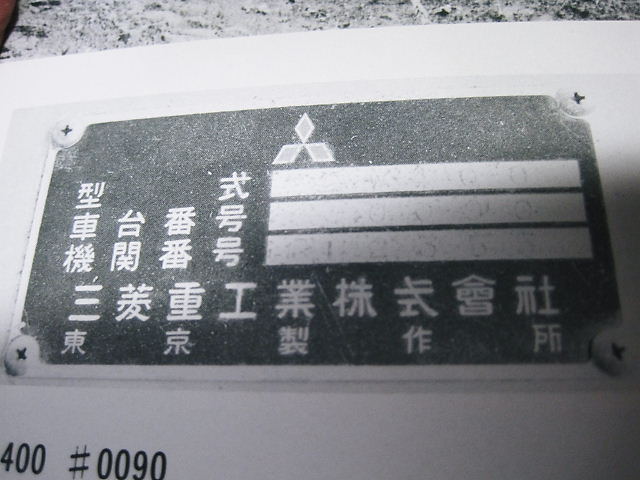 型式
車台番号
機関番号
三菱重工業株式會社
東京製作所
400 #0090